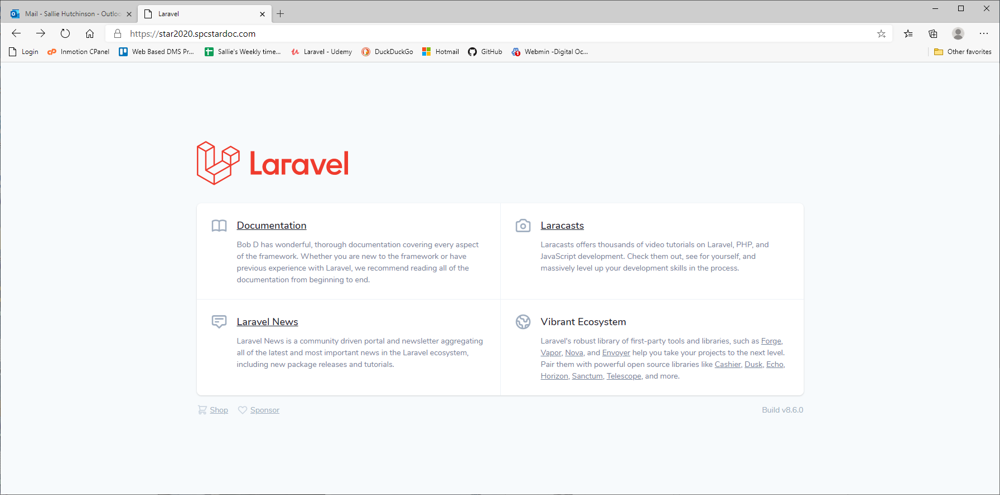 Mail - Sallie Hutchinson - Outloo
Laravel
https://star2020.spcstardoc.com
Login
Inmotion CPanel
Web Based DMS Pr...
Sallie's Weekly time...
Laravel - Udemy
DuckDuckGo
Hotmail
GitHub
Webmin -Digital Oc...
Other favorites
Laravel
Documentation
Bob D has wonderful, thorough documentation covering every aspect
of the framework. Whether you are new to the framework or have
previous experience with Laravel, we recommend reading all of the
documentation from beginning to end.
Laracasts
Laracasts offers thousands of video tutorials on Laravel, PHP, and
JavaScript development. Check them out, see for yourself, and
massively level up your development skills in the process.
Laravel News
Laravel News is a community driven portal and newsletter aggregating
all of the latest and most important news in the Laravel ecosystem,
including new package releases and tutorials.
Vibrant Ecosystem
Laravel's robust library of first-party tools and libraries, such as Forge,
Vapor, Nova, and Envoyer help you take your projects to the next level.
Pair them with powerful open source libraries like Cashier, Dusk, Echo,
Horizon, Sanctum, Telescope, and more.
Shop
Sponsor
Build v8.6.0